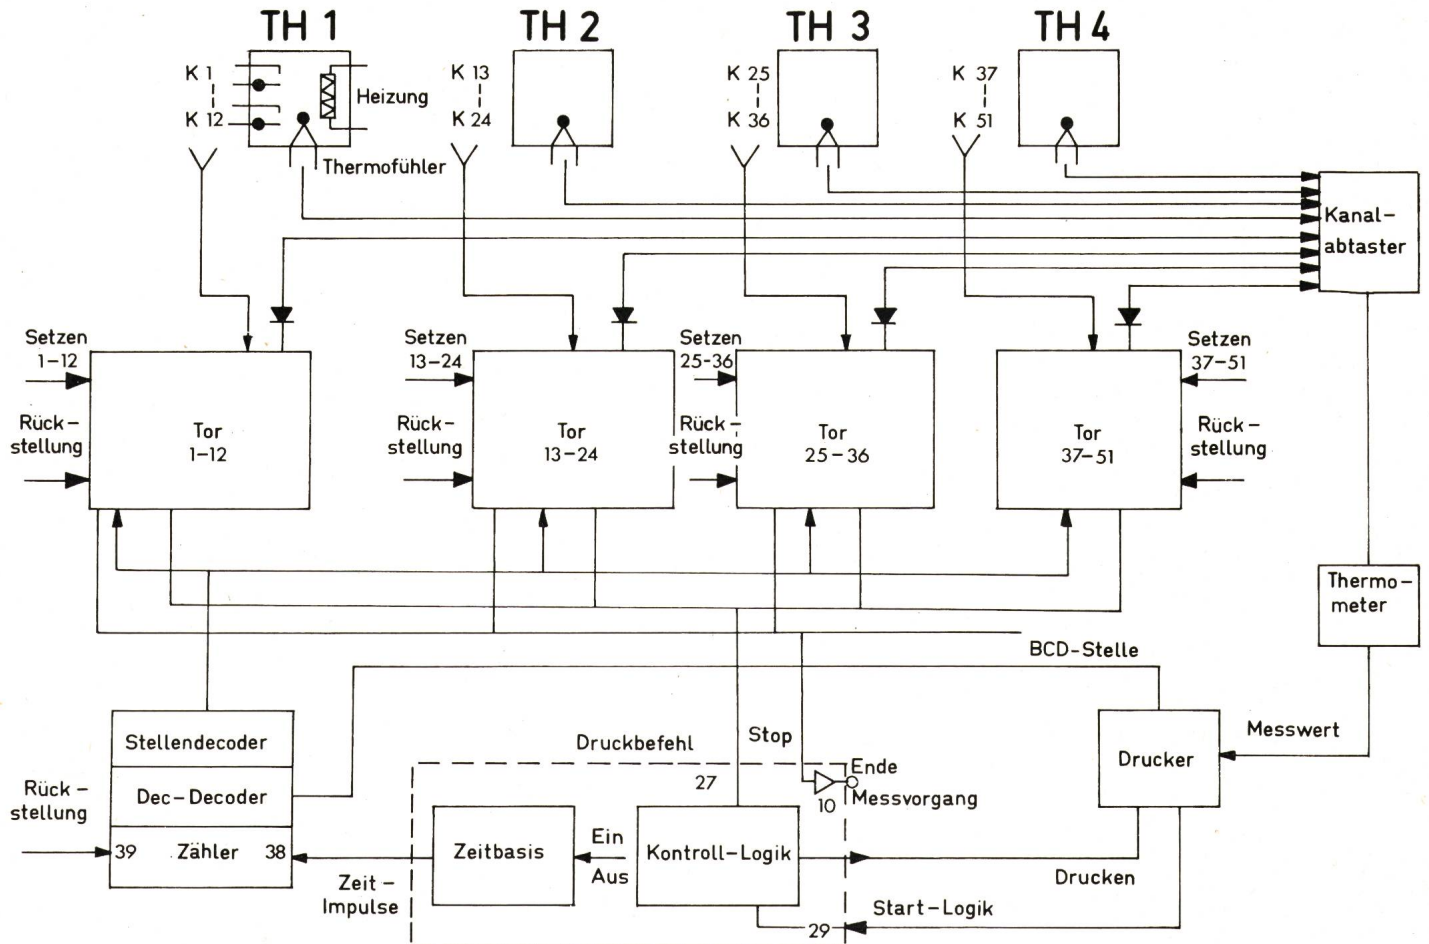 TH 1
TH 2
TH 3
TH 4
K 1
K 12
Heizung
Thermofühler
K 13
K 24
K 25
K 36
K 37
K 51
Kanal-
abtaster
Setzen
1-12
Setzen
13-24
Setzen
25-36
Setzen
37-51
Rück-
stellung
Tor
1-12
Rück-
stellung
Tor
13-24
Rück-
stellung
Tor
25-36
Tor
37-51
Rück-
stellung
Thermo-
meter
BCD-Stelle
Stellendecoder
Dec-Decoder
Rück-
stellung
39 Zähler 38
Druckbefehl
27
Stop
Ende
Messvorgang
10
Drucker
Messwert
Zeitbasis
Ein
Aus
Kontroll-Logik
Zeit-
Impulse
Drucken
Start-Logik
29